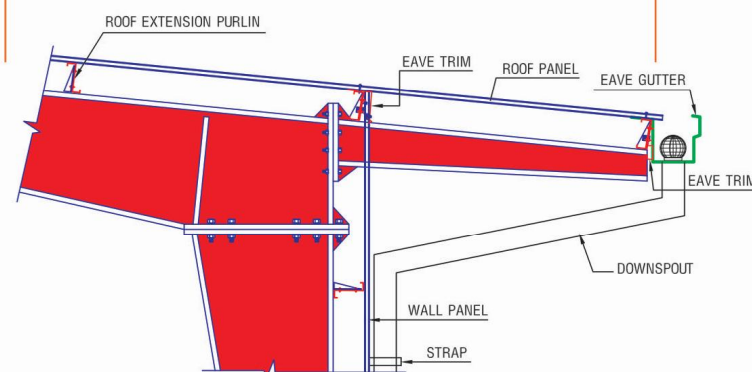 ROOF EXTENSION PURLIN
EAVE TRIM
ROOF PANEL
EAVE GUTTER
EAVE TRIM
DOWNSPOUT
WALL PANEL
STRAP